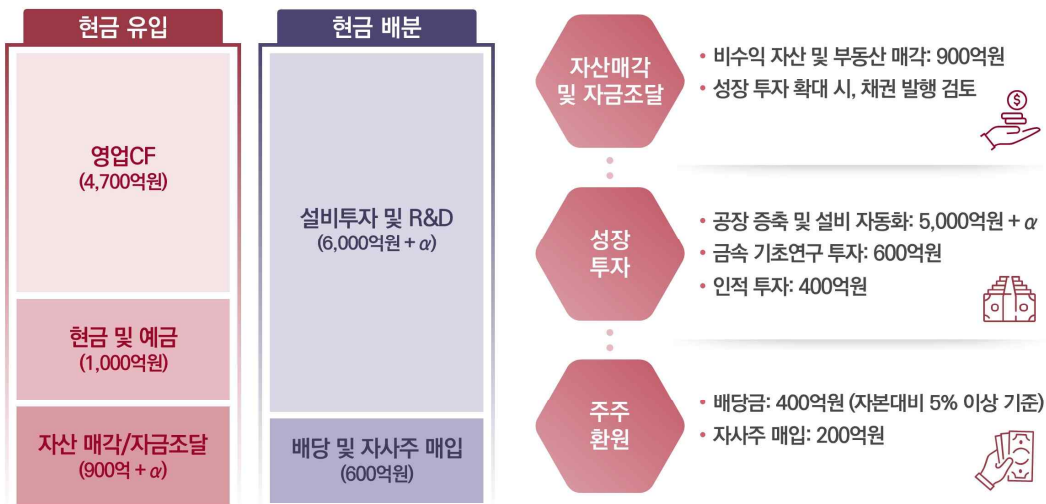 현금 유입
영업CF
(4,700억원)
현금 및 예금
(1,000억원)
자산 매각/자금조달
(900억 + α)
현금 배분
설비투자 및 R&D
(6,000억원 + α)
배당 및 자사주 매입
(600억원)
자산매각
및 자금조달
• 비수익 자산 및 부동산 매각: 900억원
• 성장 투자 확대 시, 채권 발행 검토
$
성장
투자
• 공장 증축 및 설비 자동화: 5,000억원 + α
• 금속 기초연구 투자: 600억원
• 인적 투자: 400억원
주주
환원
• 배당금: 400억원 (자본대비 5% 이상 기준)
• 자사주 매입: 200억원